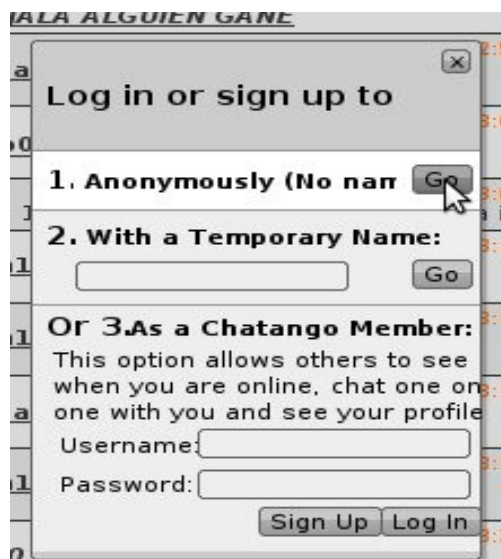 ALA ALGUIEN GANE
Log in or sign up to
1. Anonymously (No nam
Go
2. With a Temporary Name:
Go
Or 3.As a Chatango Member:
This option allows others to see
when you are online, chat one on
one with you and see your profile
Username:
Password:
Sign Up Log In